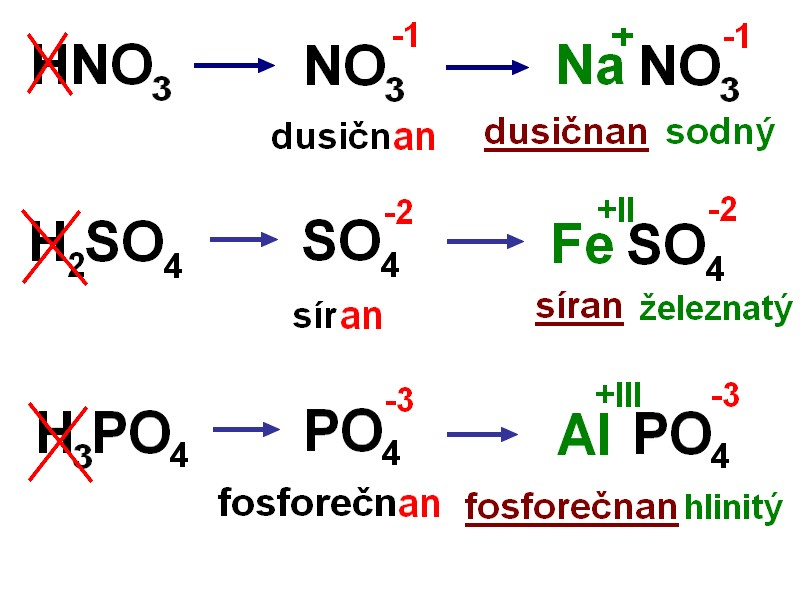 HNO3 NO3 -1 Na+ NO3 -1
dusičnan dusičnan sodný
H2SO4 SO4 -2 Fe +II SO4 -2
síran síran železnatý
H3PO4 PO4 -3 Al +III PO4 -3
fosforečnan fosforečnan hlinitý